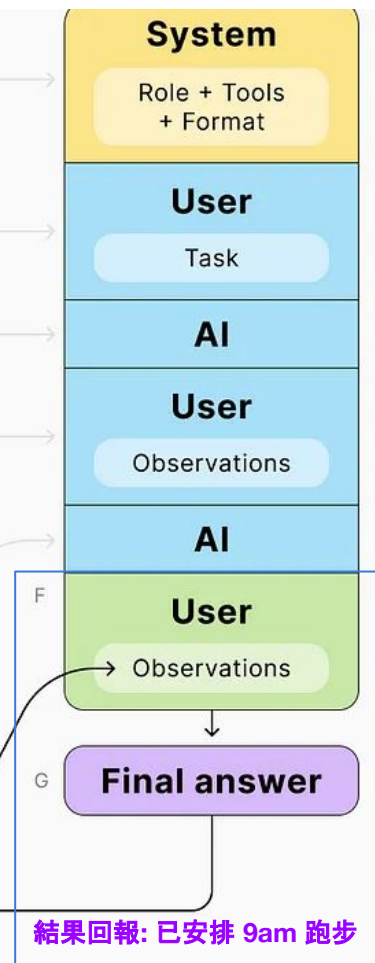 System
Role + Tools
+ Format
User
Task
AI
User
Observations
AI
F
User
Observations
G
Final answer
結果回報: 已安排 9am 跑步